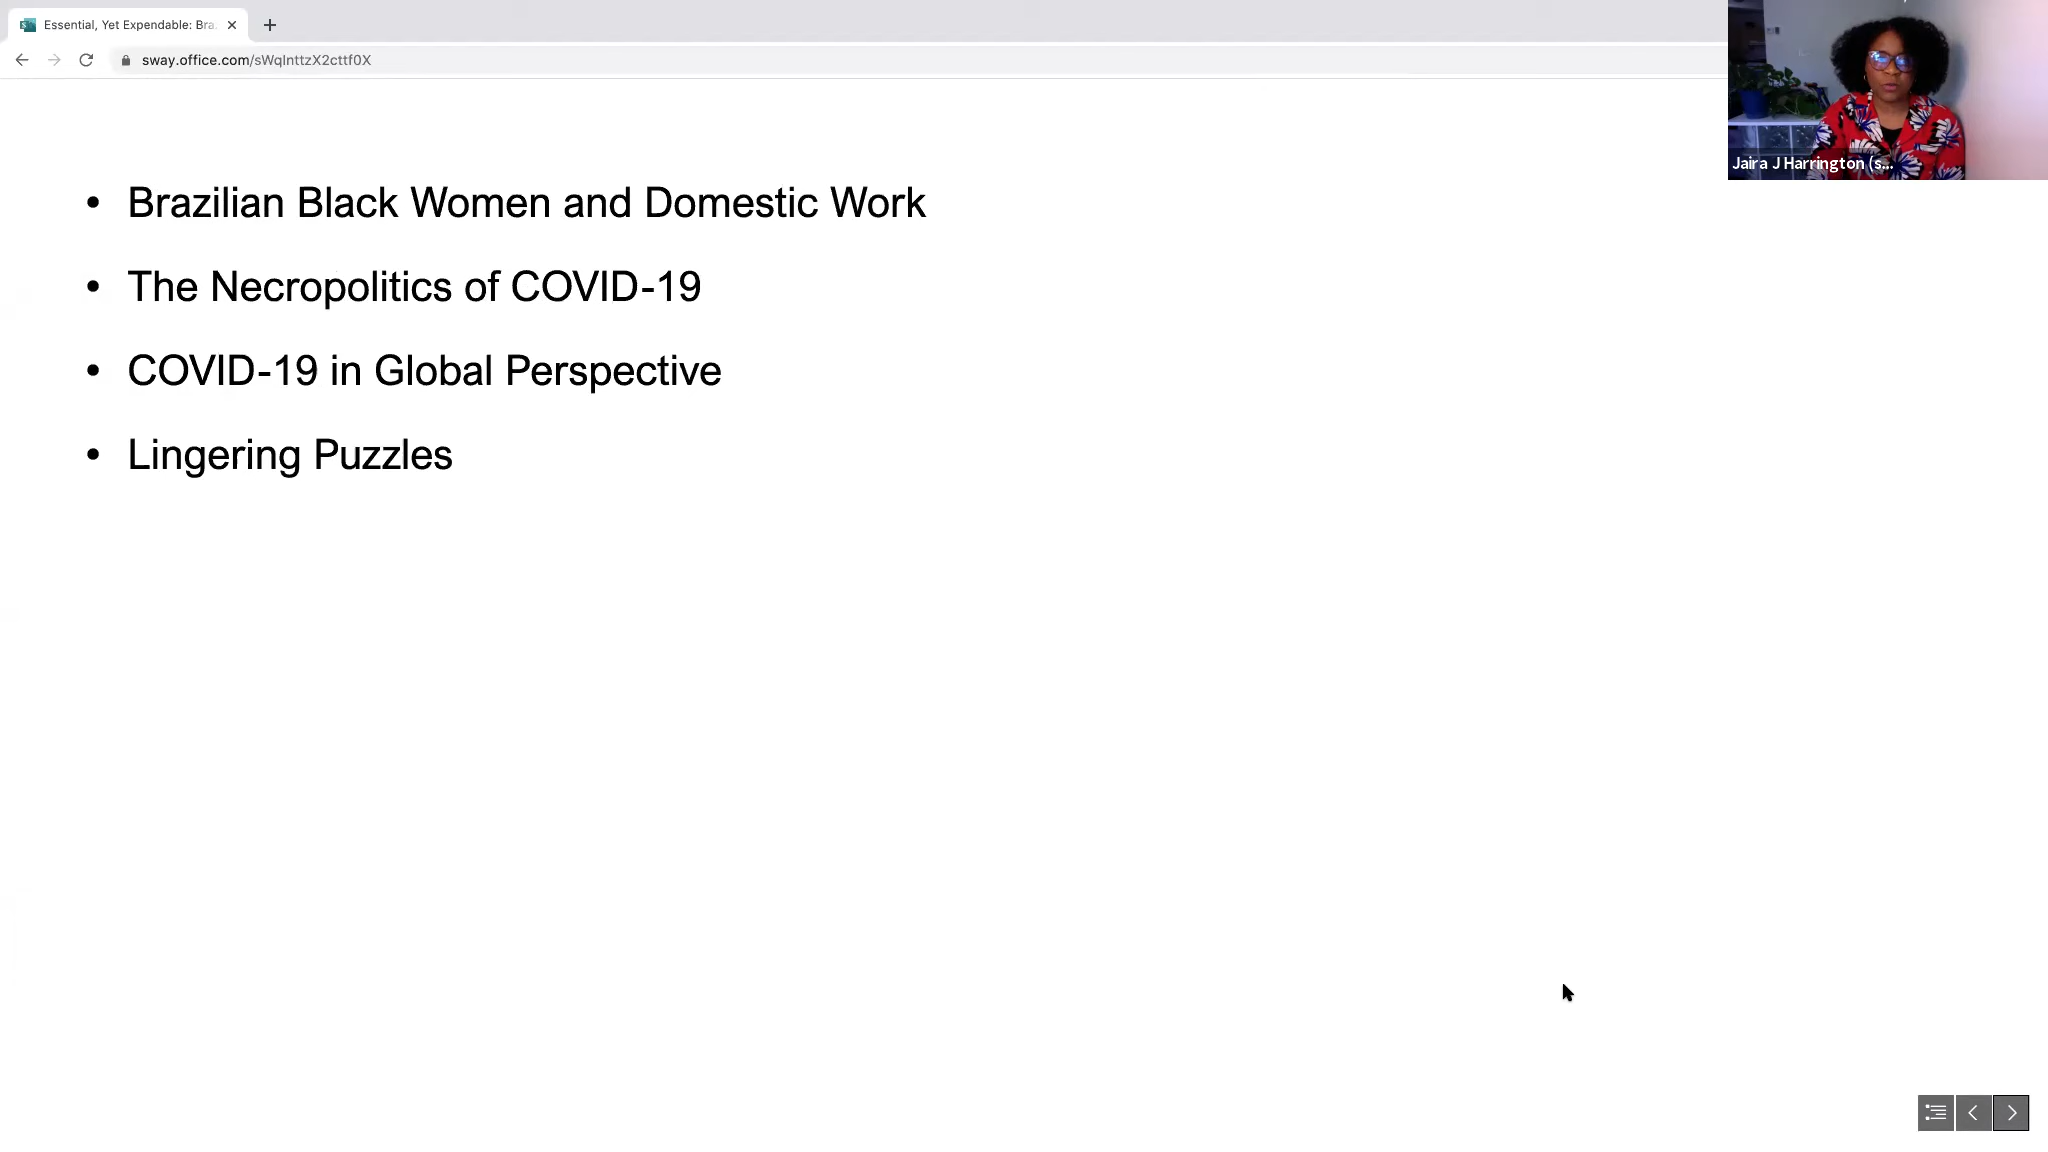 Essential, Yet Expendable: Bra
sway.office.com/sWqlnttzX2cttf0X
Jaira J Harrington (s...
• Brazilian Black Women and Domestic Work
• The Necropolitics of COVID-19
• COVID-19 in Global Perspective
• Lingering Puzzles